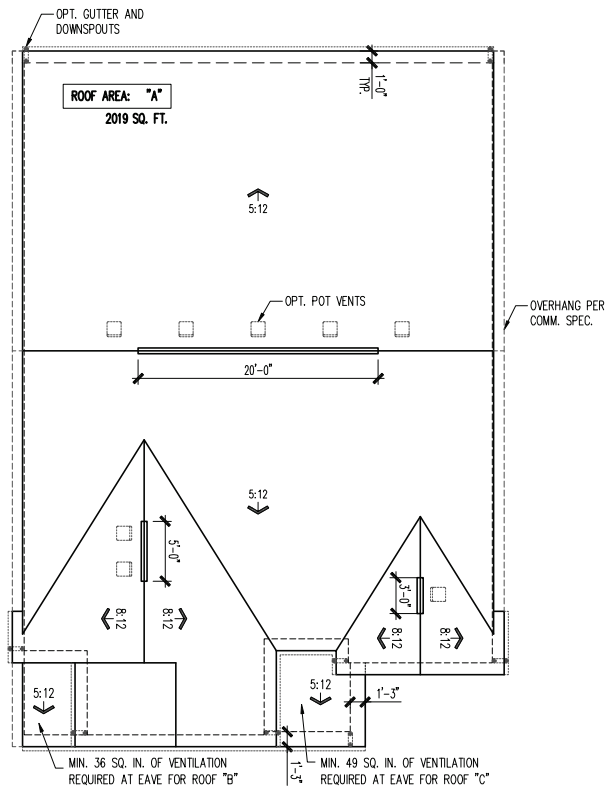 OPT. GUTTER AND
DOWNSPOUTS
ROOF AREA: "A"
2019 SQ. FT.
1'-0"
TYP.
5:12
OPT. POT VENTS
OVERHANG PER
COMM. SPEC.
20'-0"
5:12
5'-0"
3'-0"
8:12
8:12
8:12
8:12
5:12
5:12
1'-3"
1'-3"
MIN. 36 SQ. IN. OF VENTILATION
REQUIRED AT EAVE FOR ROOF "B"
MIN. 49 SQ. IN. OF VENTILATION
REQUIRED AT EAVE FOR ROOF "C"